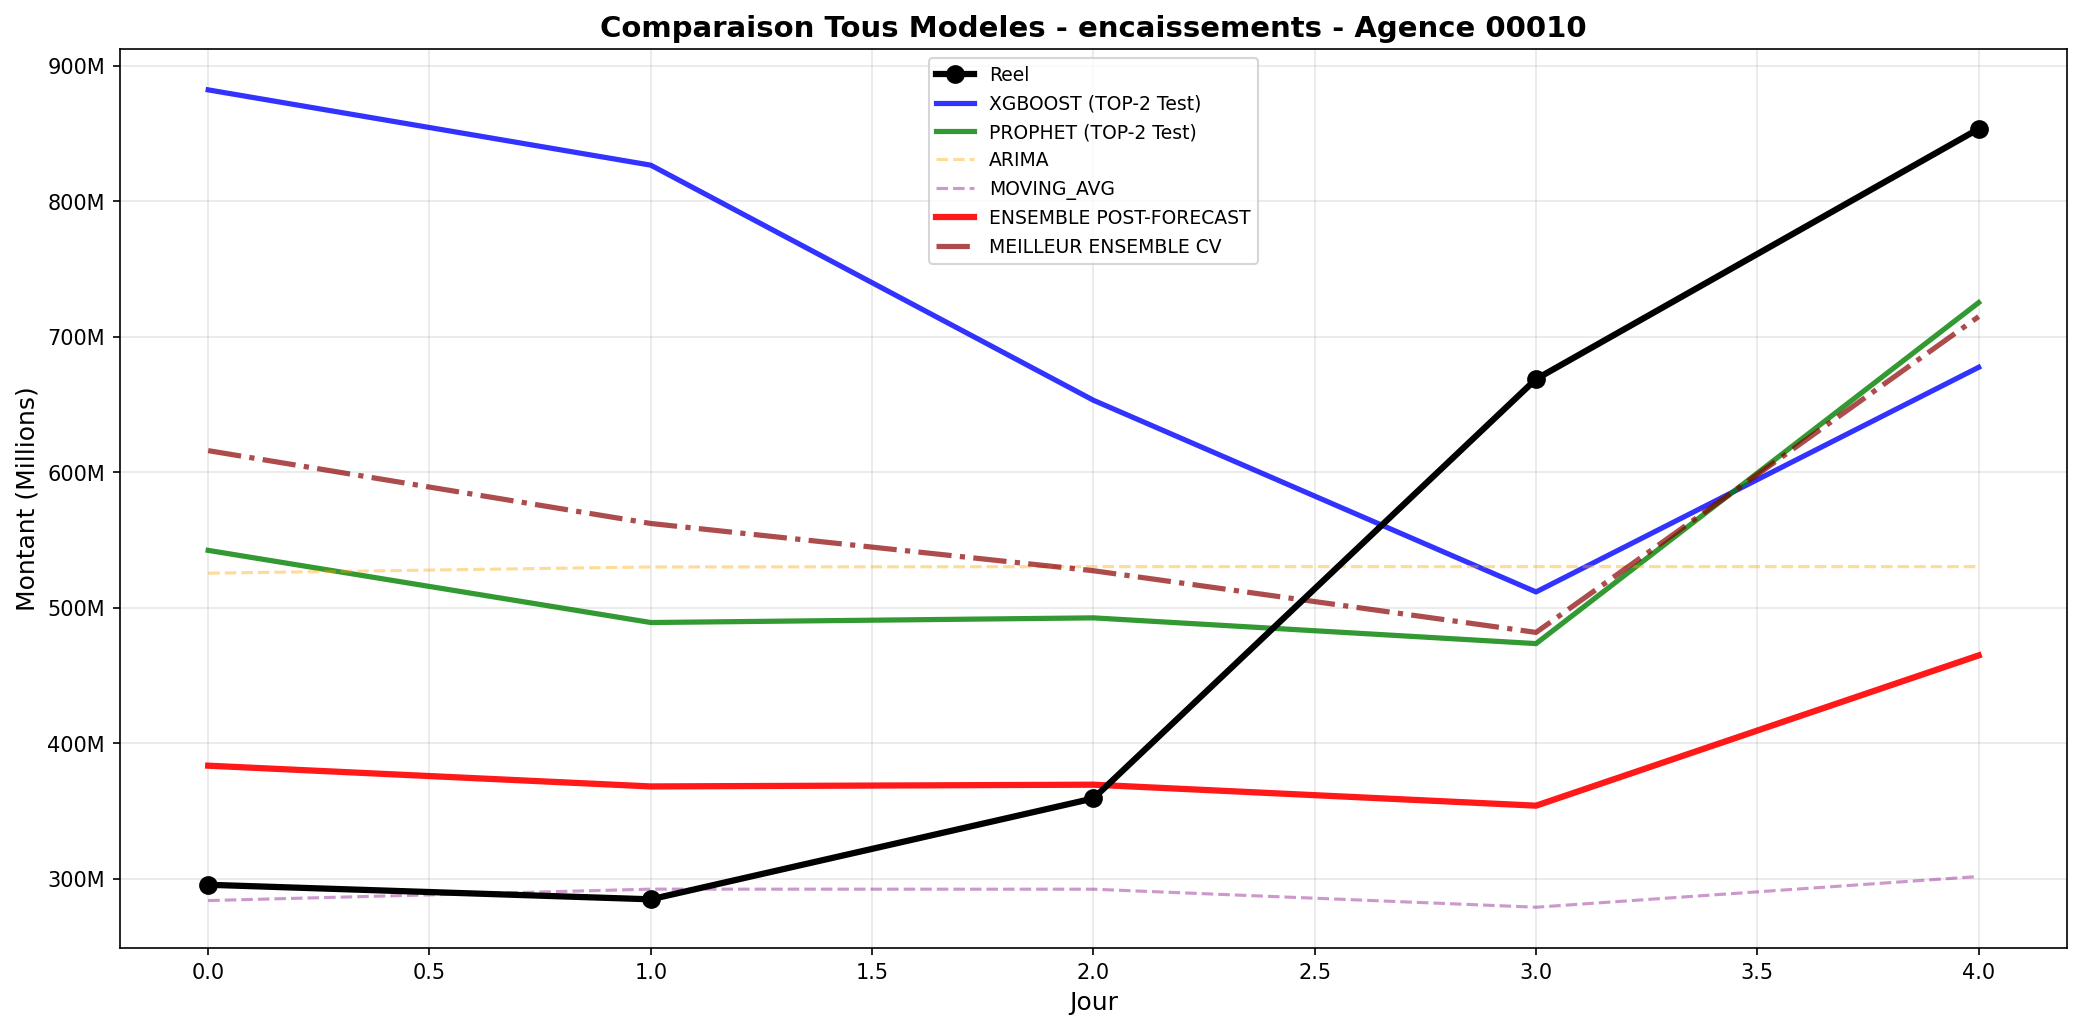 Comparaison Tous Modeles - encaissements - Agence 00010
900M
800M
700M
600M
500M
400M
300M
Montant (Millions)
Reel
XGBOOST (TOP-2 Test)
PROPHET (TOP-2 Test)
ARIMA
MOVING_AVG
ENSEMBLE POST-FORECAST
MEILLEUR ENSEMBLE CV
0.0 0.5 1.0 1.5 2.0 2.5 3.0 3.5 4.0
Jour